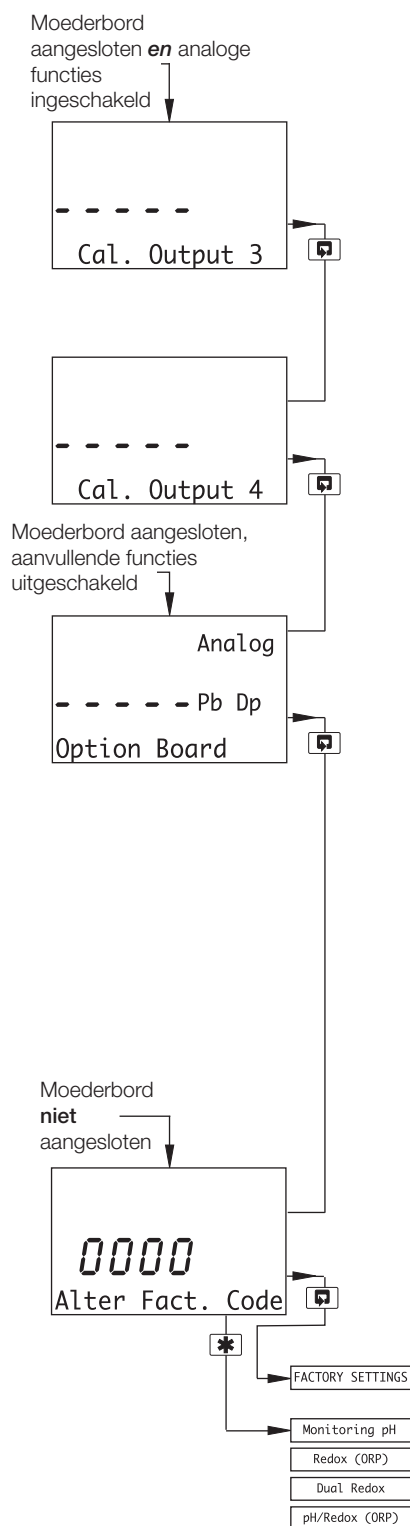 Moederbord
aangesloten en analoge
functies
ingeschakeld
- - - - -
Cal. Output 3
- - - - -
Cal. Output 4
Moederbord aangesloten,
aanvullende functies
uitgeschakeld
Analog
- - - - - Pb Dp
Option Board
Moederbord
niet
aangesloten
0000
Alter Fact. Code
FACTORY SETTINGS
Monitoring pH
Redox (ORP)
Dual Redox
pH/Redox (ORP)